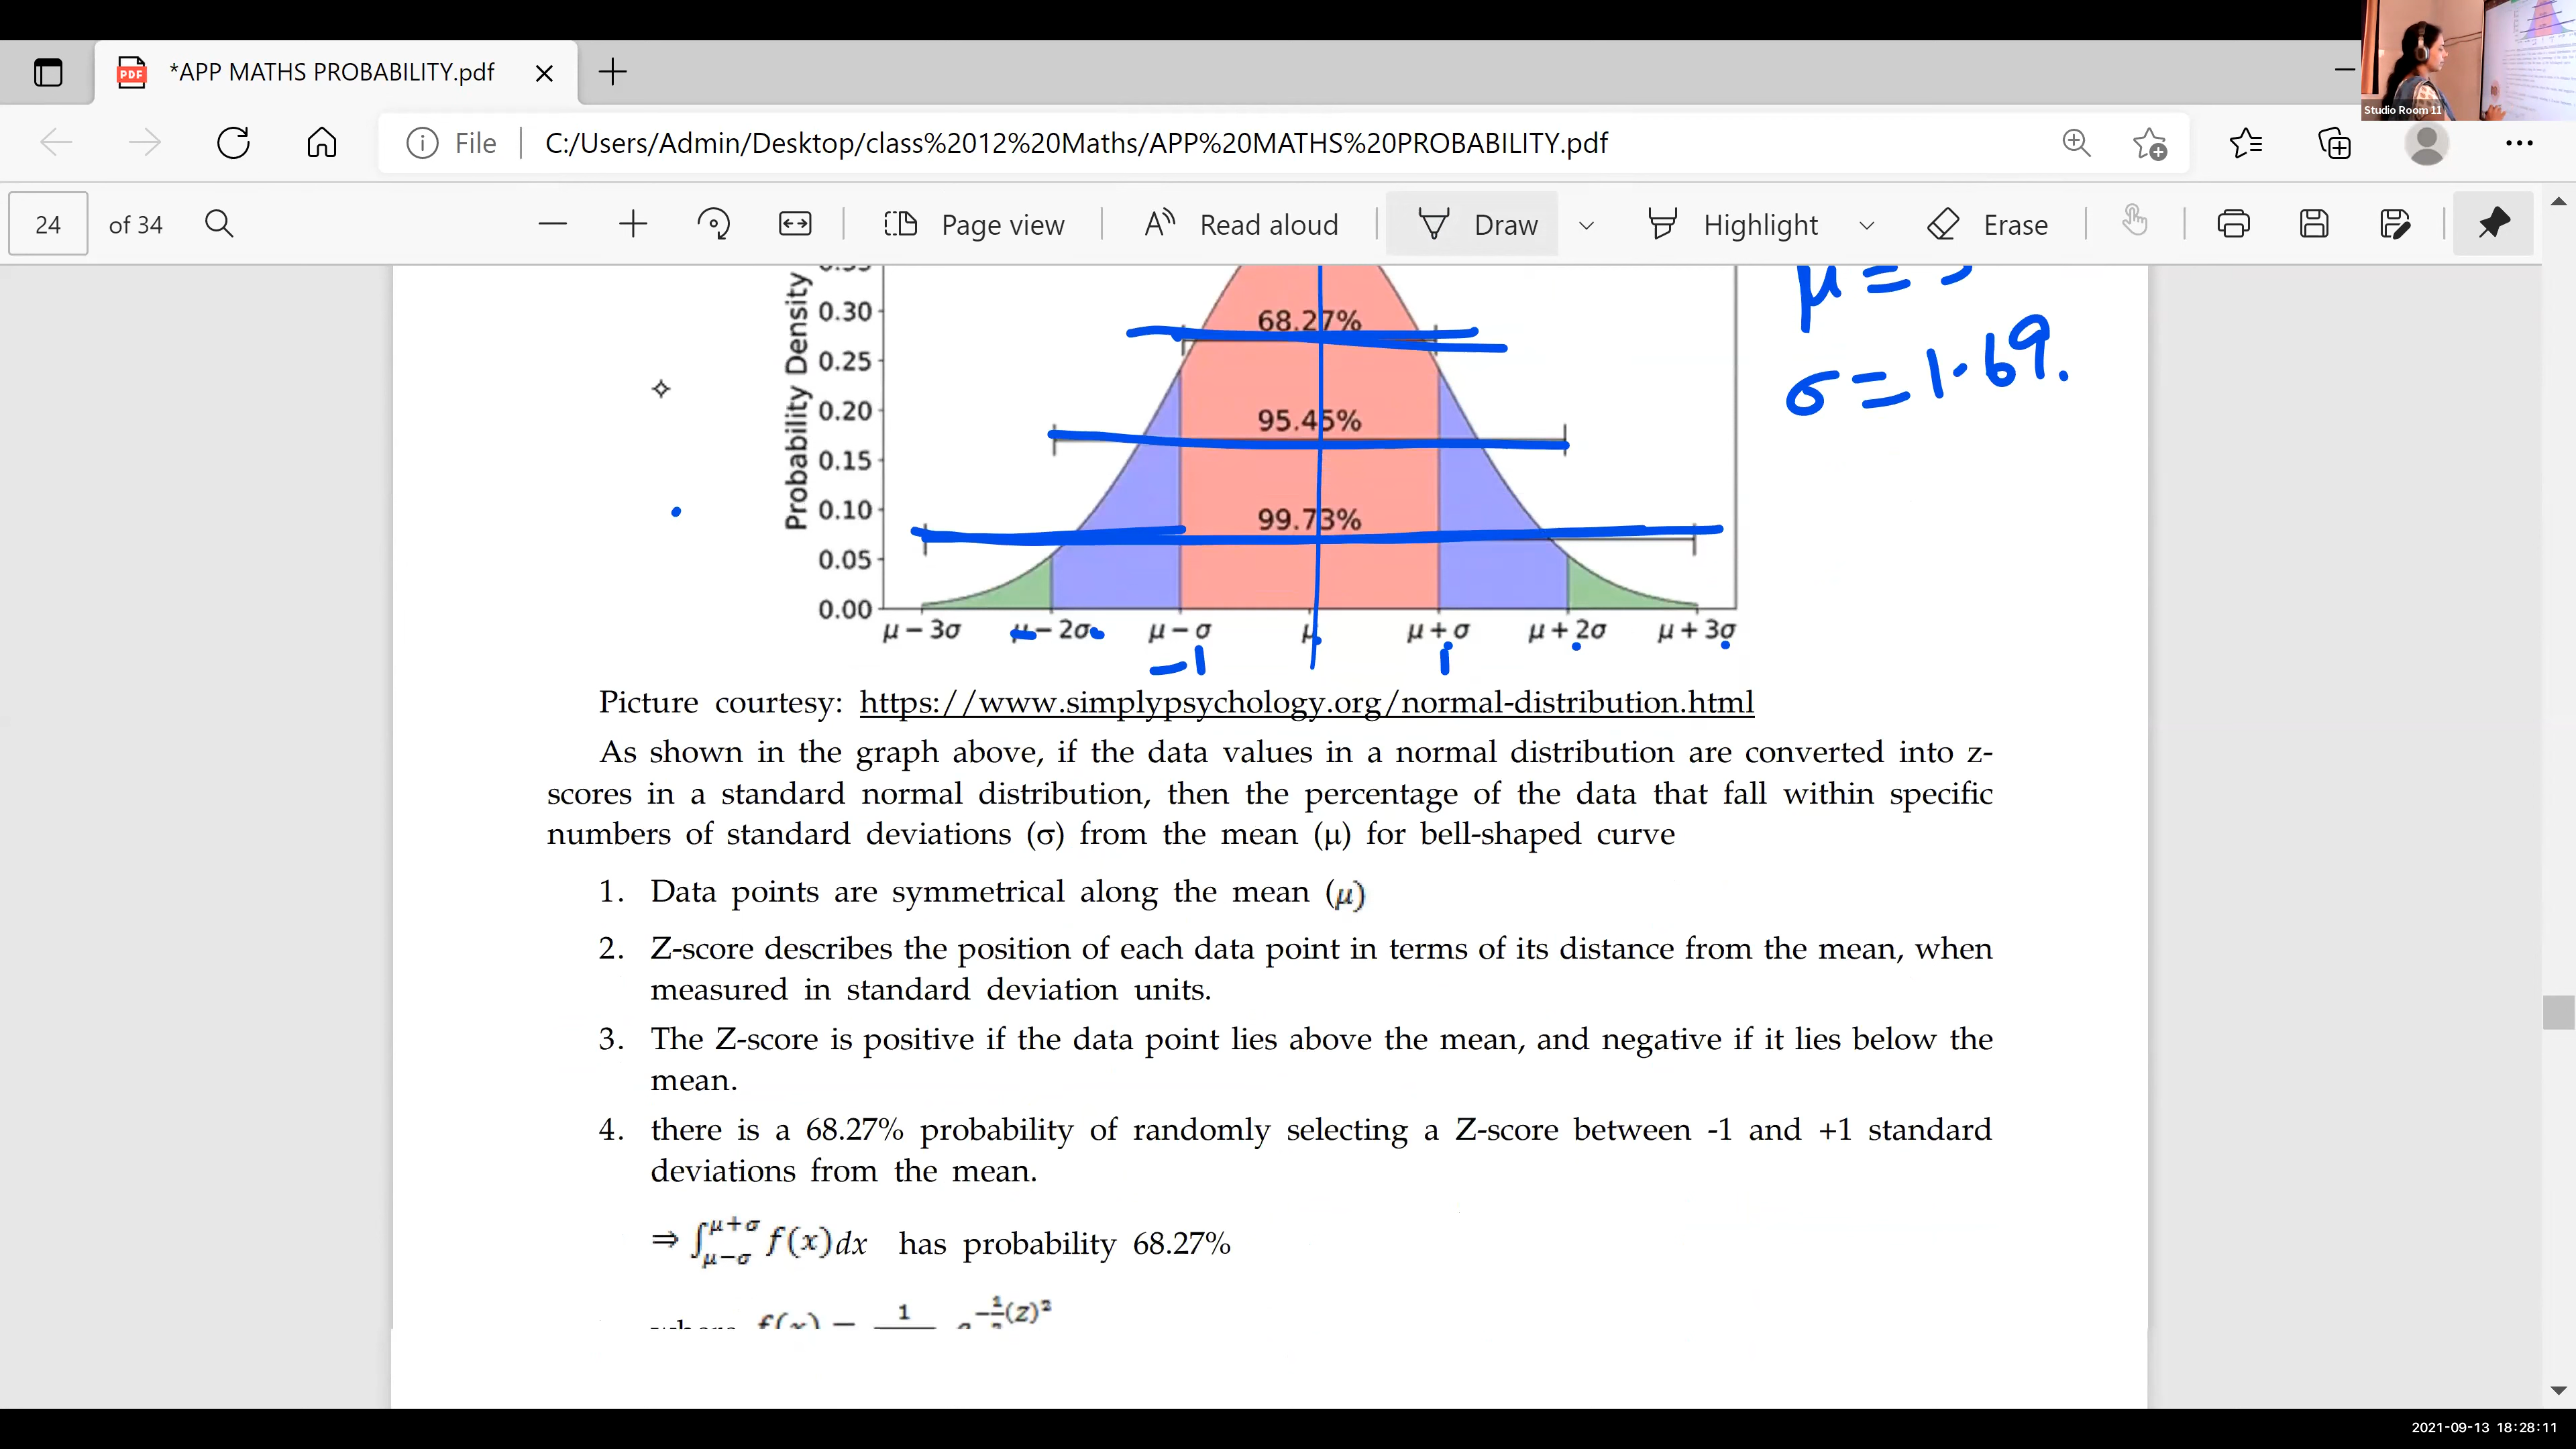 *APP MATHS PROBABILITY.pdf
Studio Room 11
File
C:/Users/Admin/Desktop/class%2012%20Maths/APP%20MATHS%20PROBABILITY.pdf
24 of 34
Page view
Read aloud
Draw
Highlight
Erase
Probability Density
0.30
0.25
0.20
0.15
0.10
0.05
0.00
68.27%
95.45%
99.73%
μ =
σ = 1.69.
μ − 3σ μ − 2σ μ − σ μ μ + σ μ + 2σ μ + 3σ
−1 1
Picture courtesy: https://www.simplypsychology.org/normal-distribution.html
As shown in the graph above, if the data values in a normal distribution are converted into z-
scores in a standard normal distribution, then the percentage of the data that fall within specific
numbers of standard deviations (σ) from the mean (μ) for bell-shaped curve
1. Data points are symmetrical along the mean (μ)
2. Z-score describes the position of each data point in terms of its distance from the mean, when
measured in standard deviation units.
3. The Z-score is positive if the data point lies above the mean, and negative if it lies below the
mean.
4. there is a 68.27% probability of randomly selecting a Z-score between -1 and +1 standard
deviations from the mean.
⇒ ∫_{μ−σ}^{μ+σ} f(x)dx has probability 68.27%
2021-09-13 18:28:11